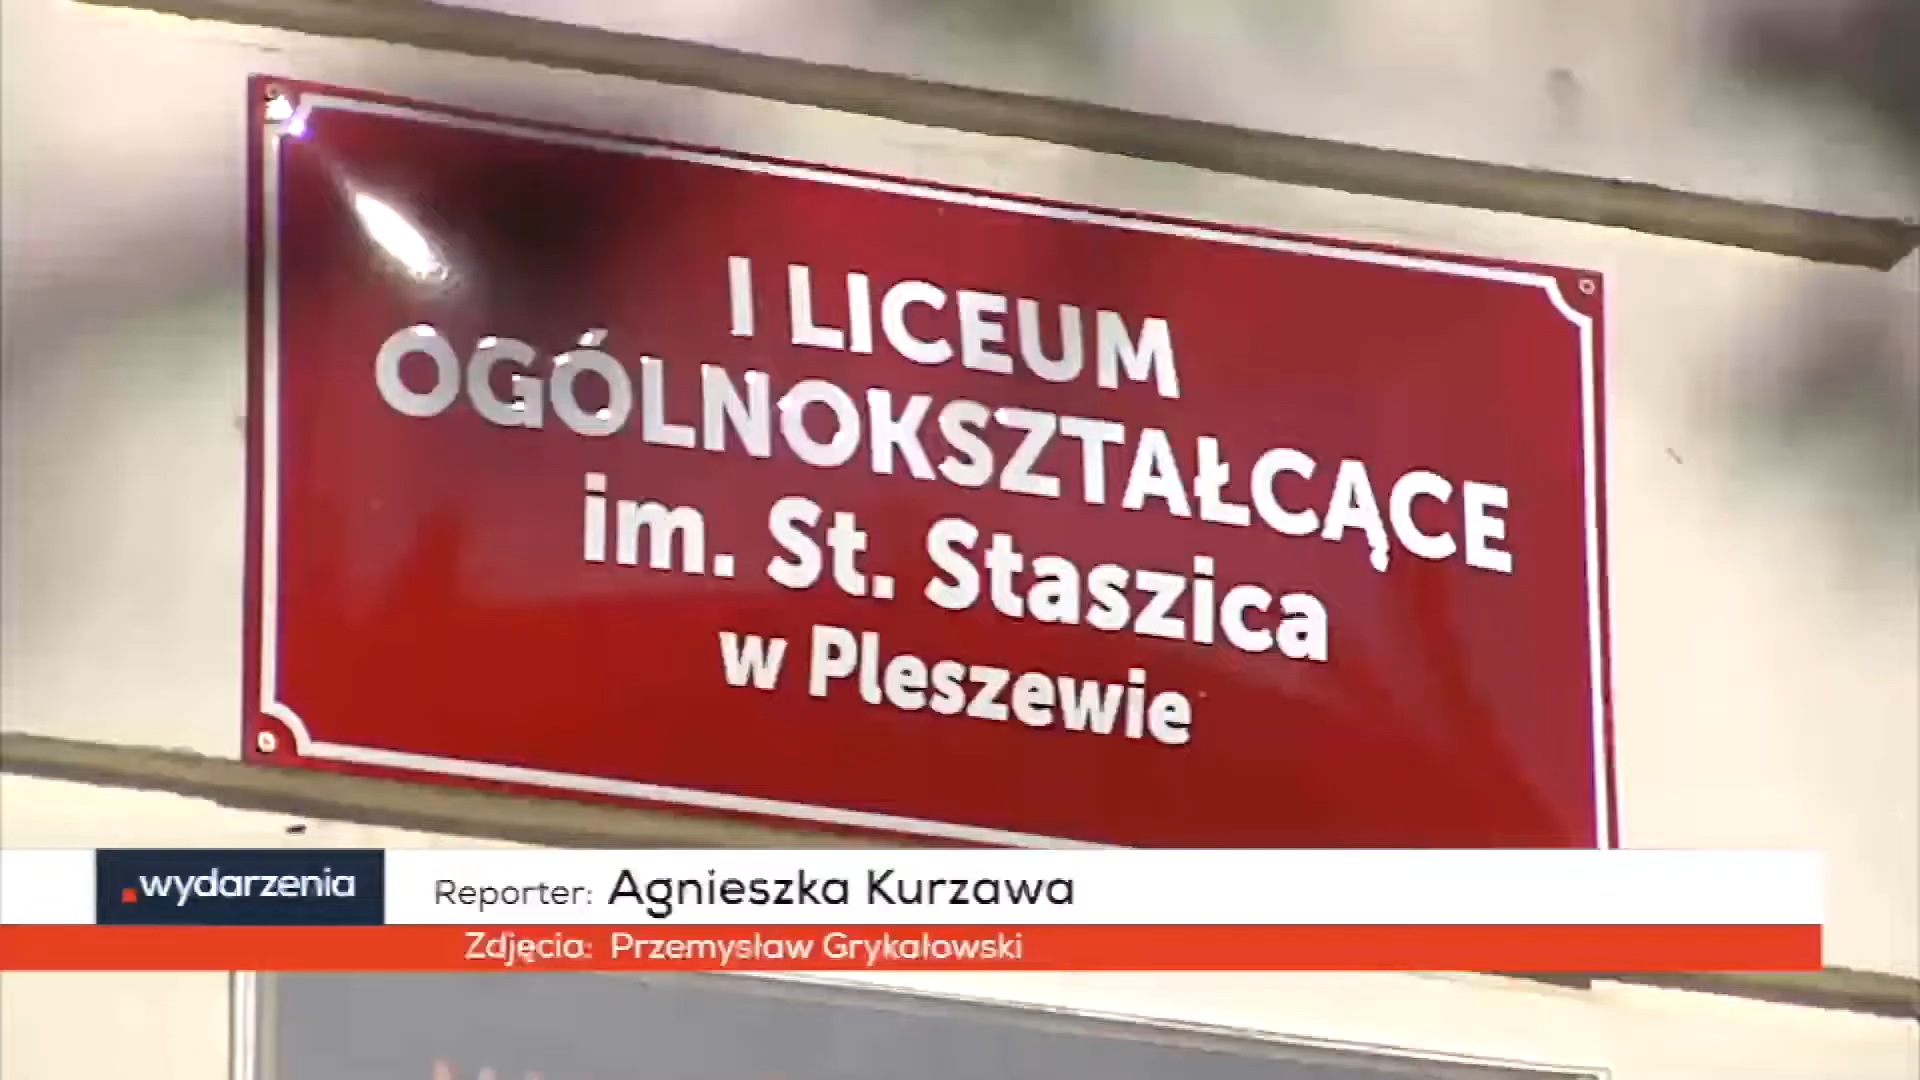 I LICEUM
OGÓLNOKSZTAŁCĄCE
im. St. Staszica
w Pleszewie
.wydarzenia
Reporter: Agnieszka Kurzawa
Zdjęcia: Przemysław Grykałowski